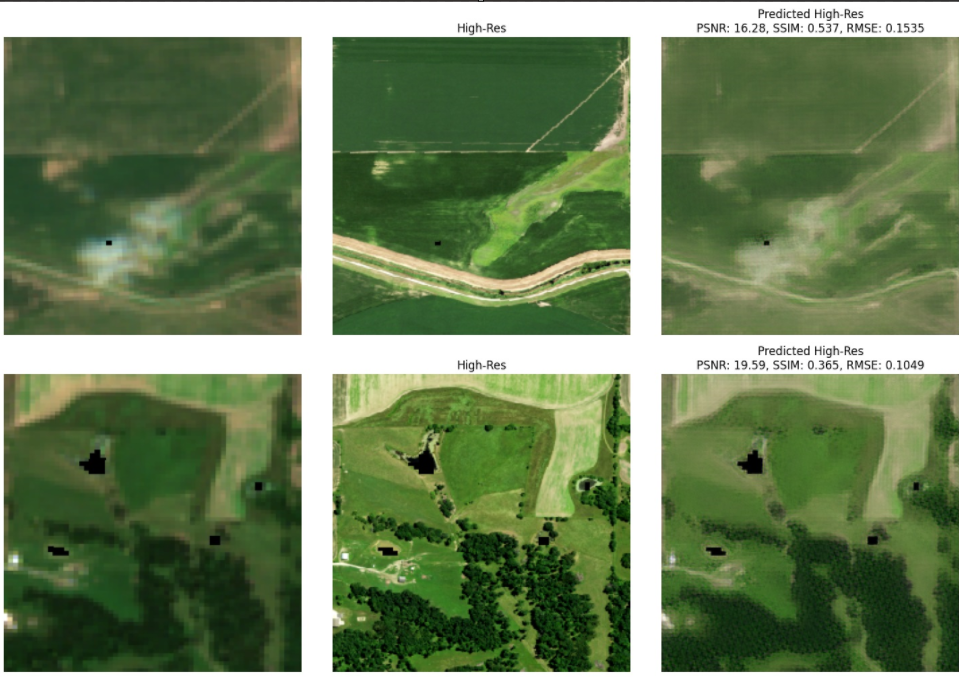 High-Res
Predicted High-Res
PSNR: 16.28, SSIM: 0.537, RMSE: 0.1535
High-Res
Predicted High-Res
PSNR: 19.59, SSIM: 0.365, RMSE: 0.1049